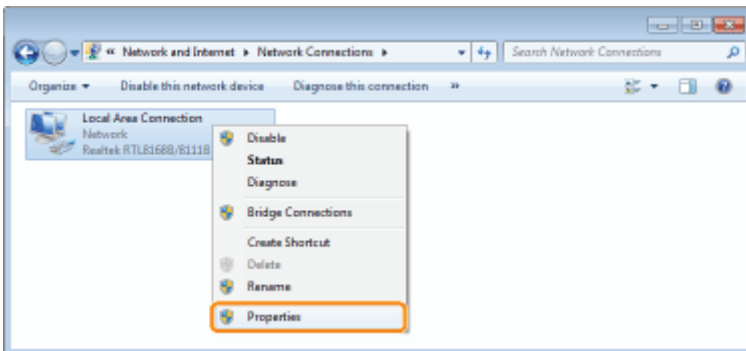 « Network and Internet ▸ Network Connections ▸
Search Network Connections
Organize ▾ Disable this network device Diagnose this connection »
Local Area Connection
Network
Realtek RTL8168B/8111B
Disable
Status
Diagnose
Bridge Connections
Create Shortcut
Delete
Rename
Properties